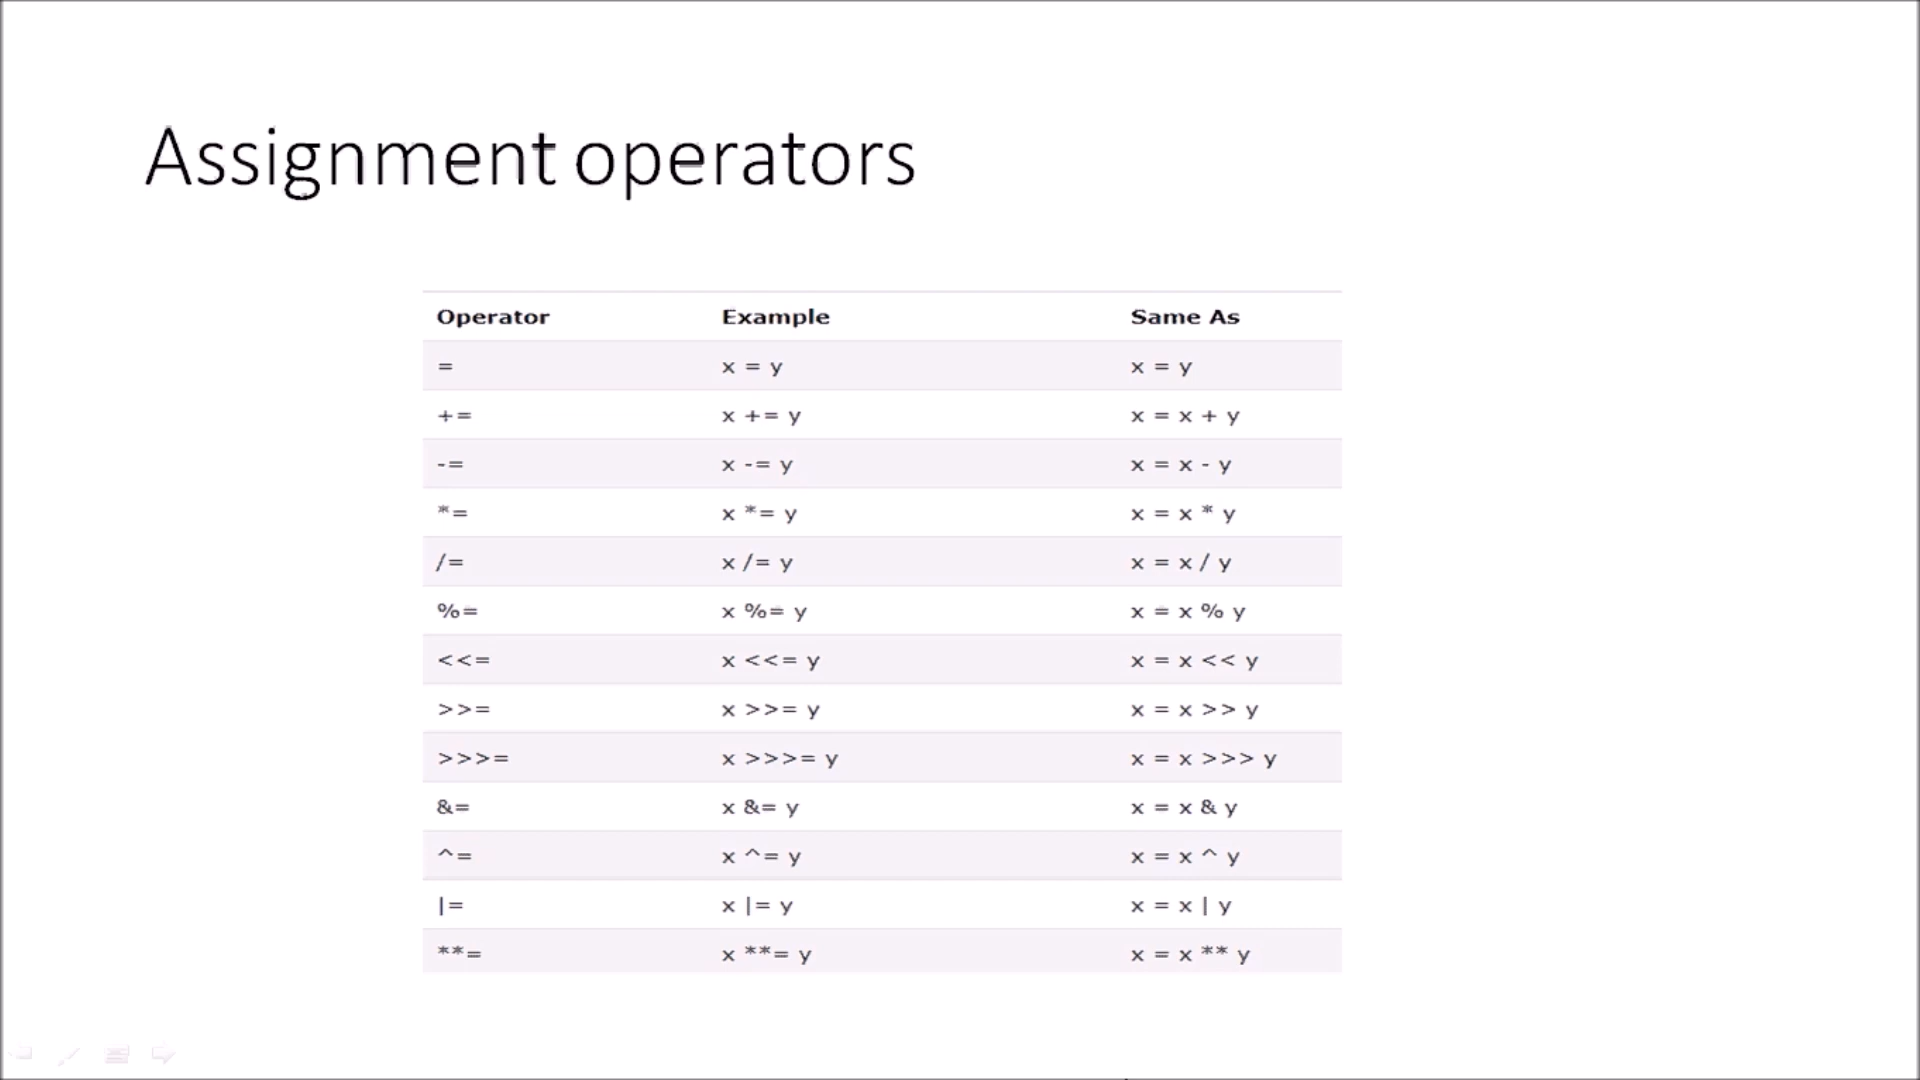 Assignment operators
Operator Example Same As
= x = y x = y
+= x += y x = x + y
-= x -= y x = x - y
*= x *= y x = x * y
/= x /= y x = x / y
%= x %= y x = x % y
<<= x <<= y x = x << y
>>= x >>= y x = x >> y
>>>= x >>>= y x = x >>> y
&= x &= y x = x & y
^= x ^= y x = x ^ y
|= x |= y x = x | y
**= x **= y x = x ** y